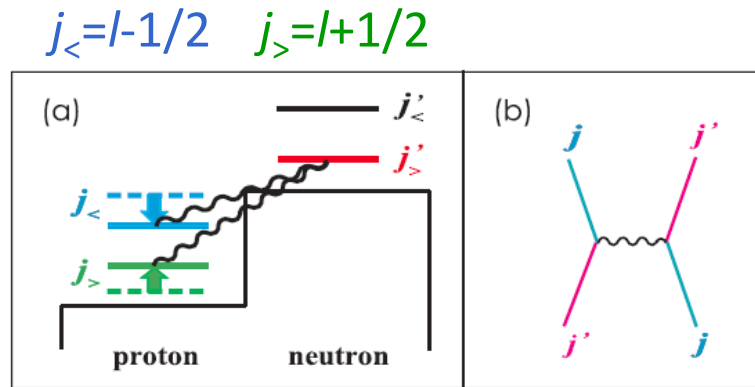 j<=l-1/2 j>=l+1/2
(a)
j'<
j'>
j<
j>
proton neutron
(b)
j j'
j' j